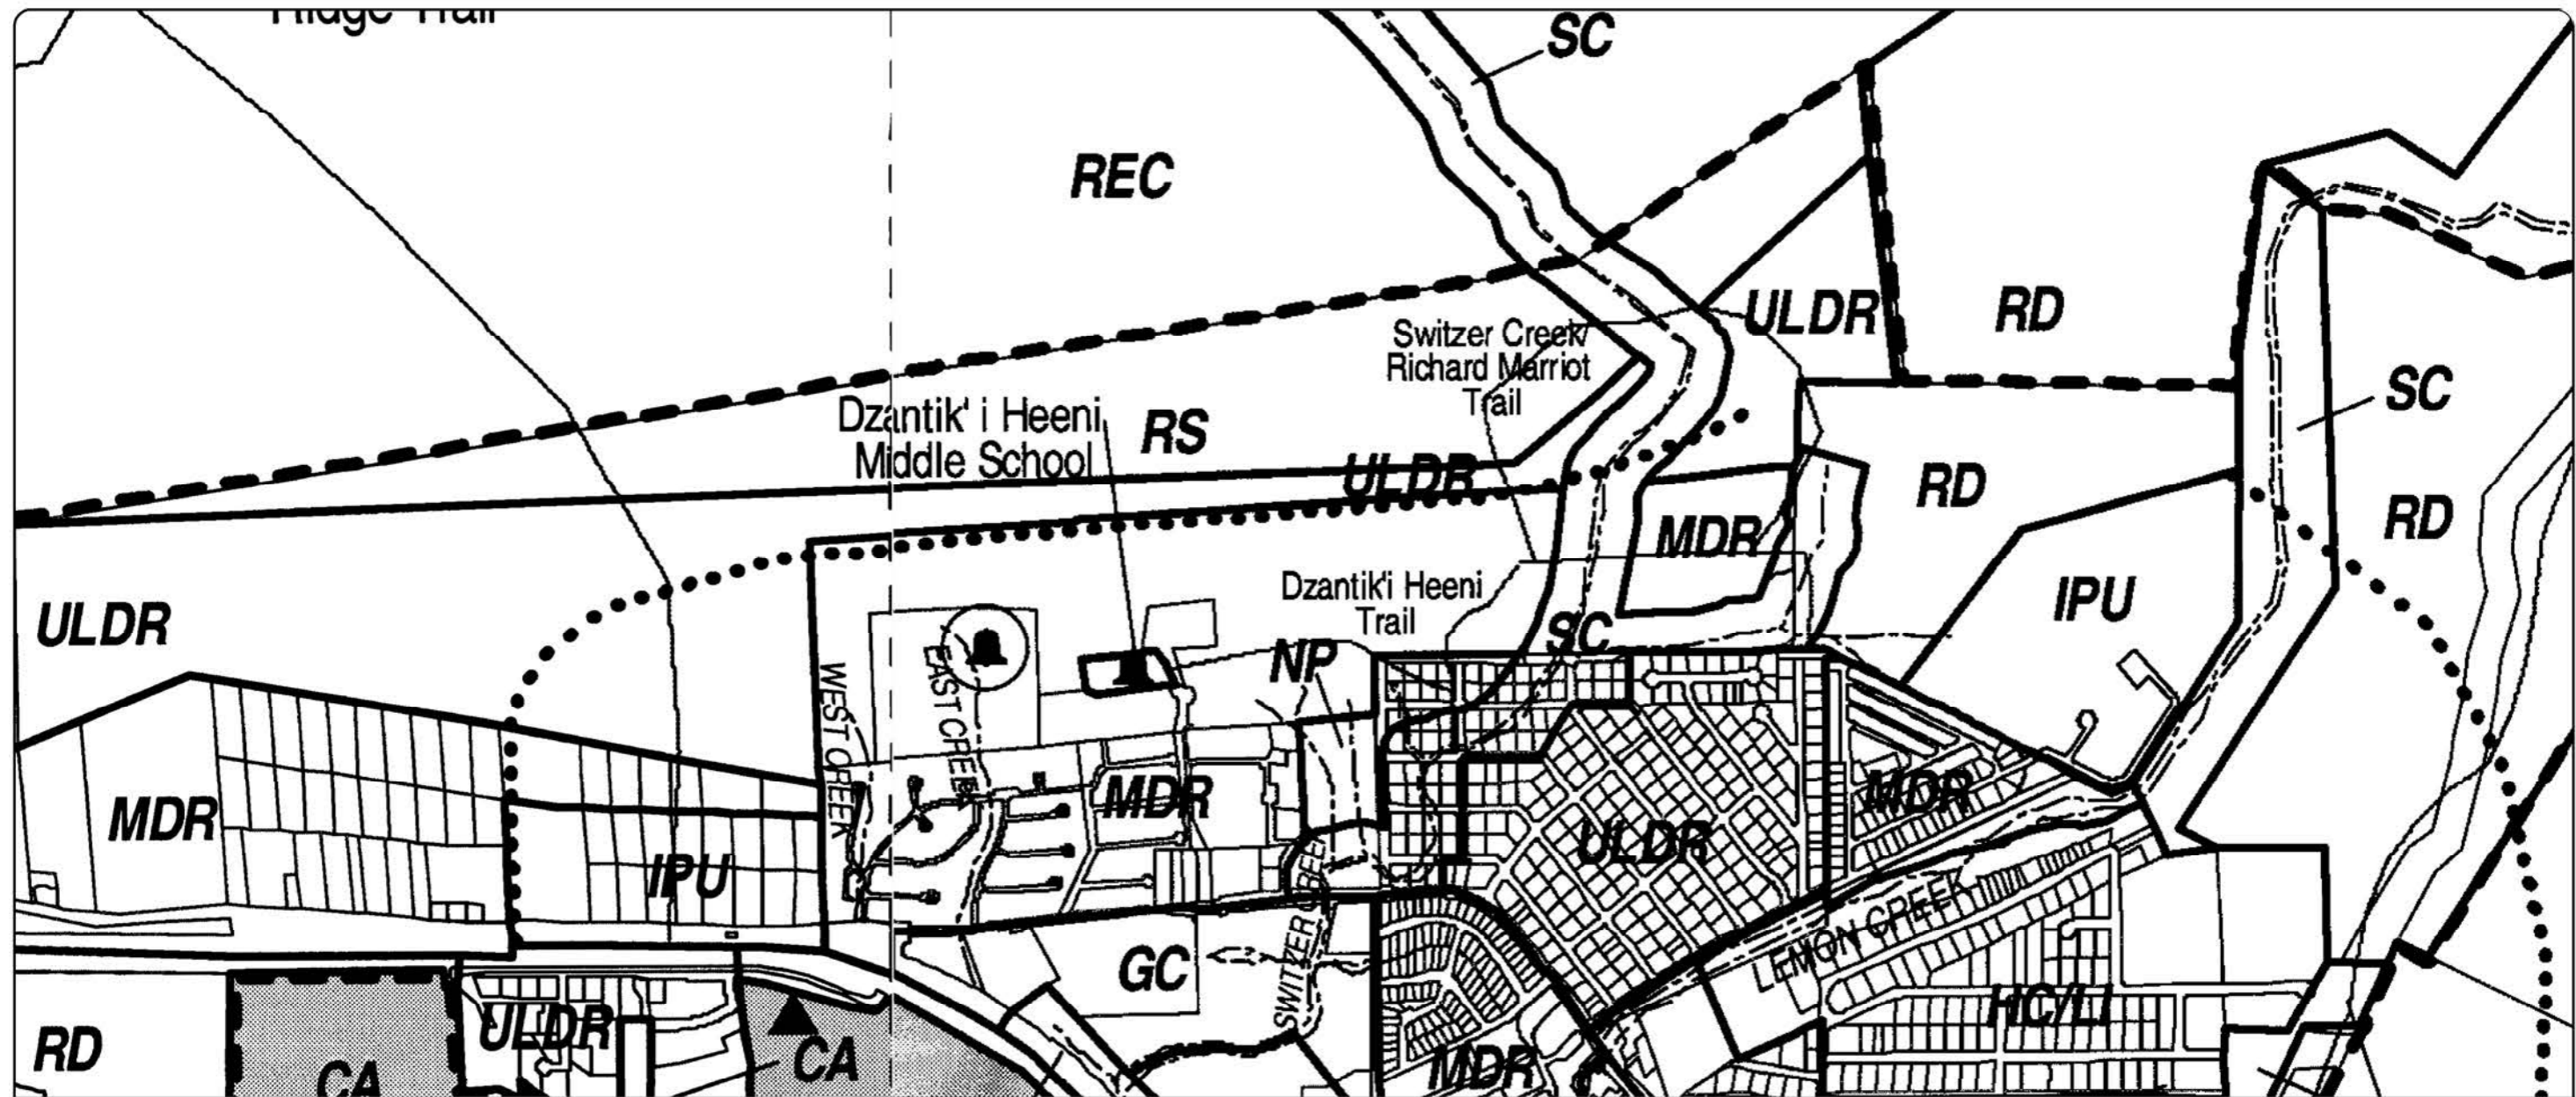 Ridge Trail
SC
REC
ULDR
RD
Switzer Creek/
Richard Marriot
Trail
SC
Dzantik' i Heeni
Middle School
RS
ULDR
RD
RD
MDR
Dzantik'i Heeni
Trail
IPU
ULDR
SC
NP
WEST CREEK
EAST CREEK
MDR
MDR
MDR
ULDR
IPU
SWITZER CREEK
LEMON CREEK
GC
HC/LI
ULDR
RD
CA
CA
MDR